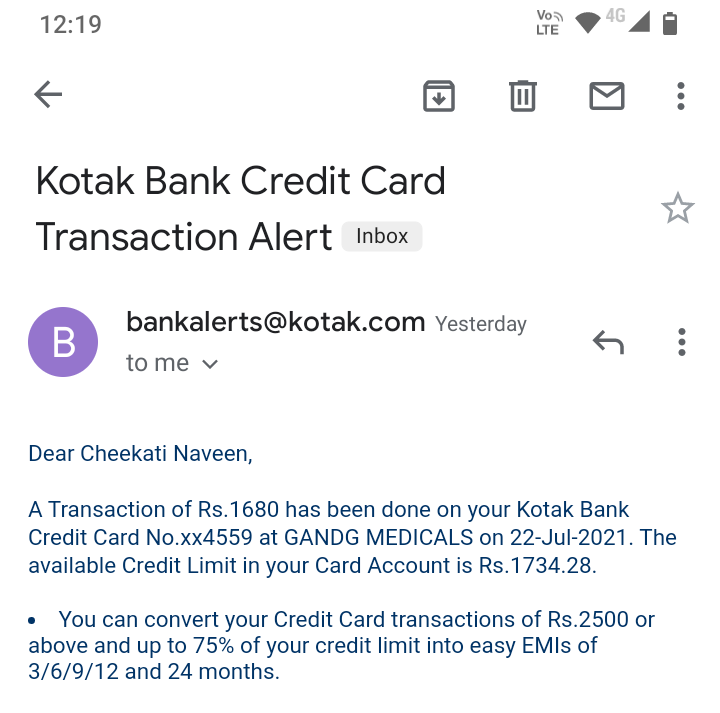 12:19
Vo LTE 4G
Kotak Bank Credit Card
Transaction Alert Inbox
B
bankalerts@kotak.com Yesterday
to me
Dear Cheekati Naveen,
A Transaction of Rs.1680 has been done on your Kotak Bank
Credit Card No.xx4559 at GANDG MEDICALS on 22-Jul-2021. The
available Credit Limit in your Card Account is Rs.1734.28.
• You can convert your Credit Card transactions of Rs.2500 or
above and up to 75% of your credit limit into easy EMIs of
3/6/9/12 and 24 months.